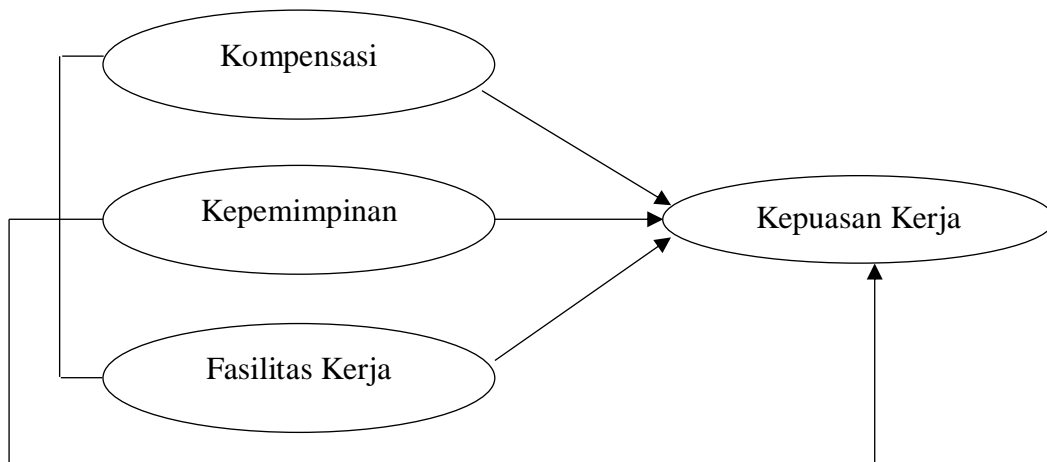 Kompensasi
Kepemimpinan
Kepuasan Kerja
Fasilitas Kerja